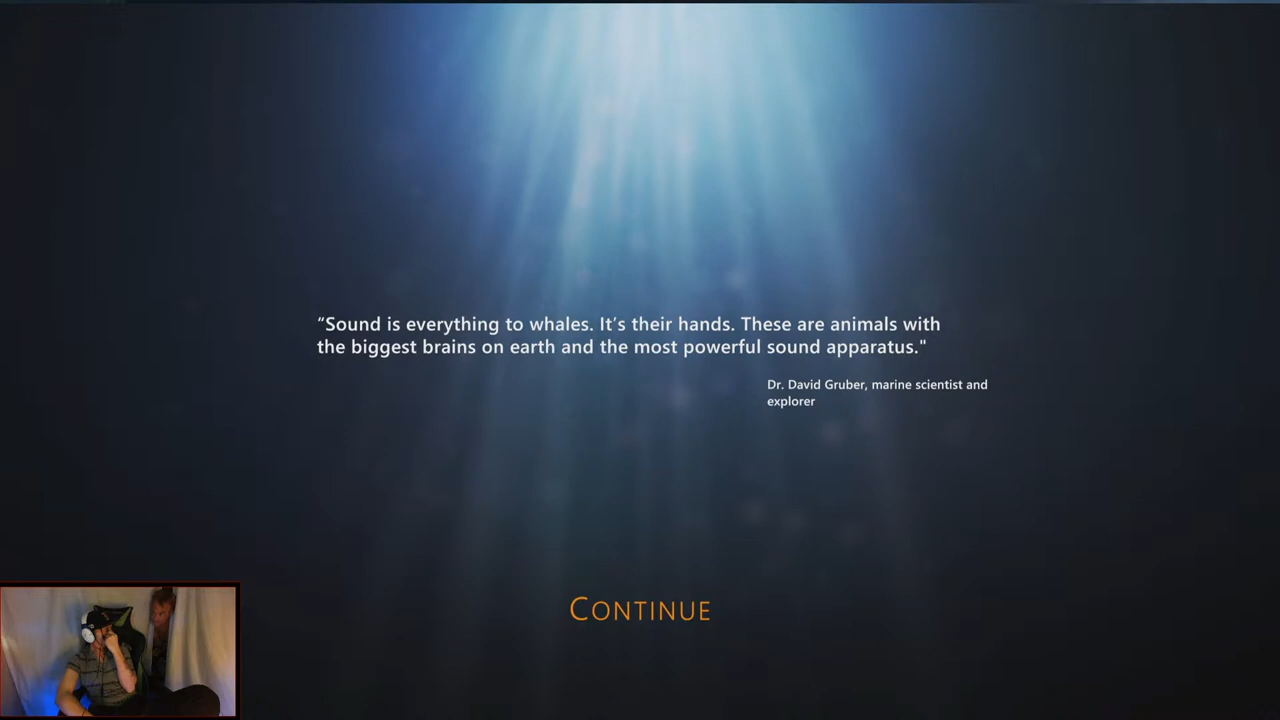 “Sound is everything to whales. It’s their hands. These are animals with
the biggest brains on earth and the most powerful sound apparatus."
Dr. David Gruber, marine scientist and
explorer
Continue